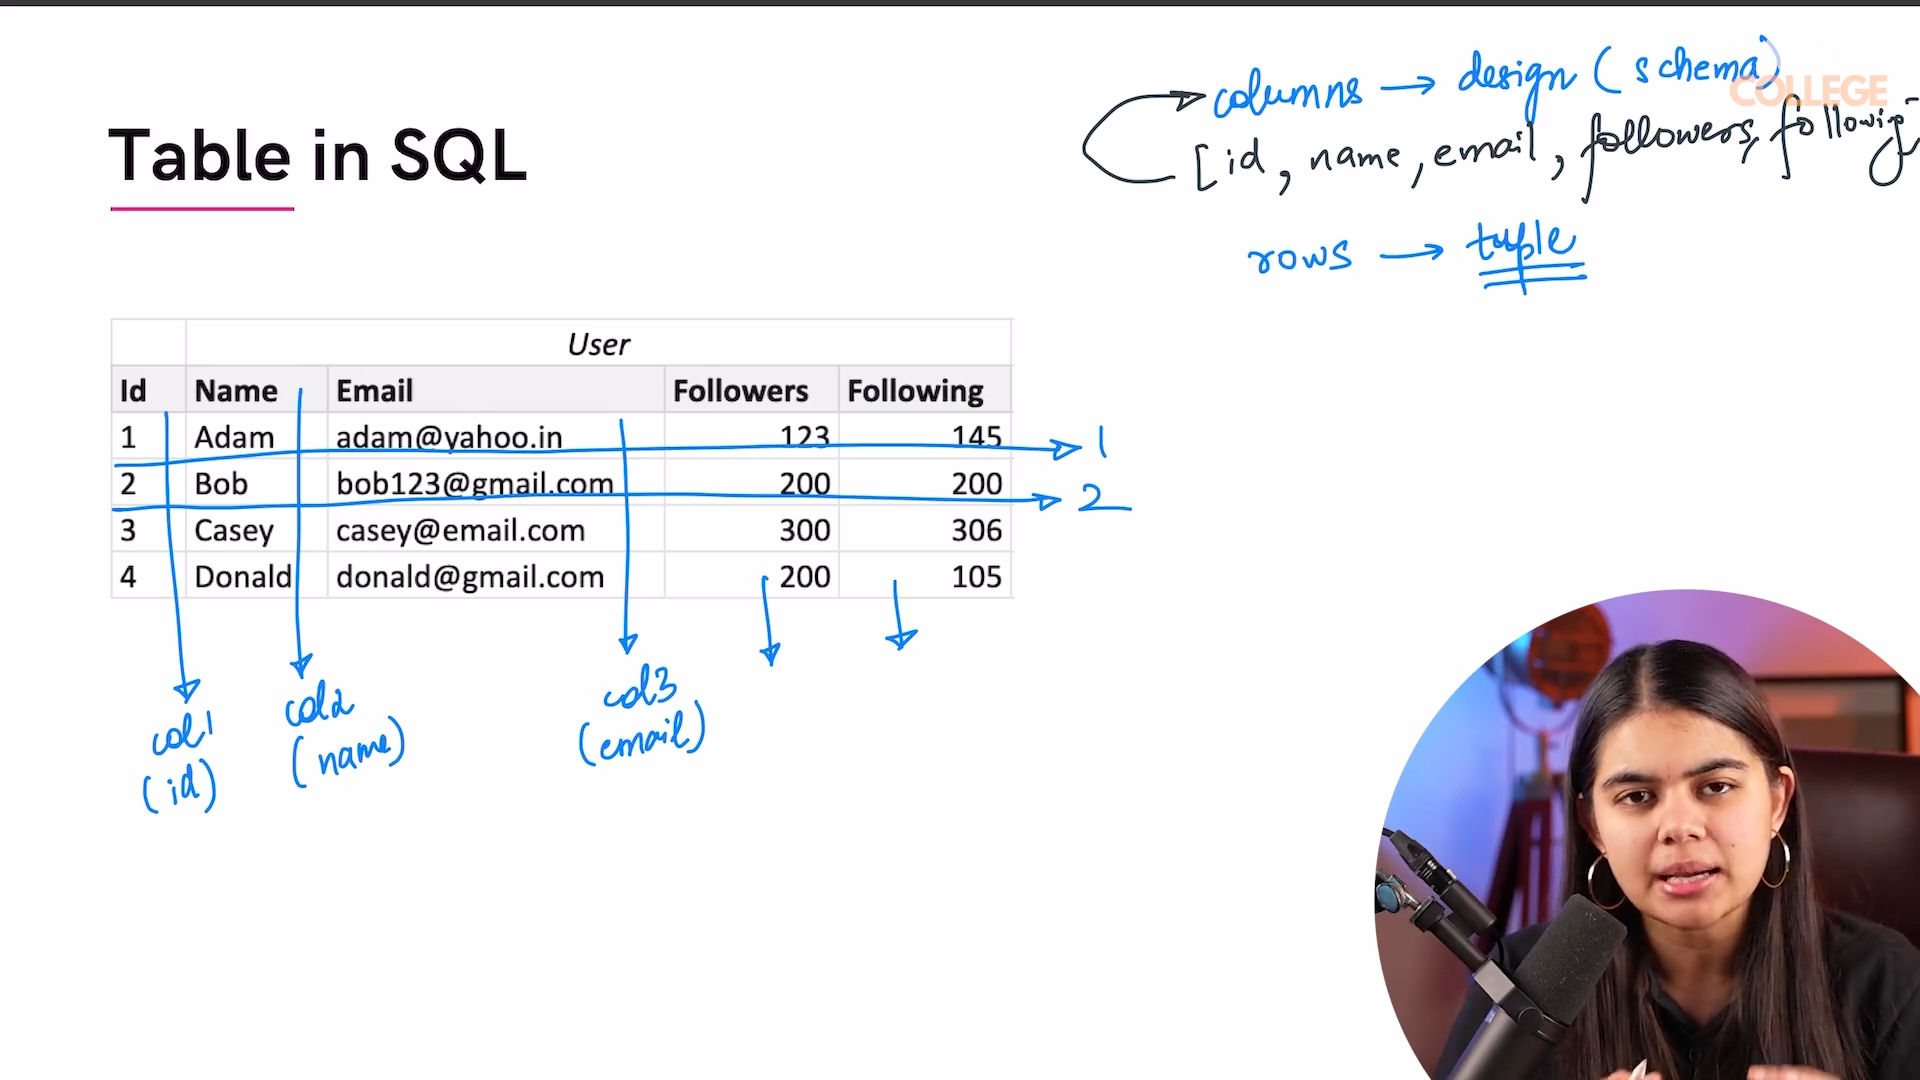 columns → design (schema)
COLLEGE
[id, name, email, followers, following]
Table in SQL
rows → tuple
User
Id Name Email Followers Following
1 Adam adam@yahoo.in 123 145 1
2 Bob bob123@gmail.com 200 200 2
3 Casey casey@email.com 300 306
4 Donald donald@gmail.com 200 105
col1 col2 col3
(id) (name) (email)